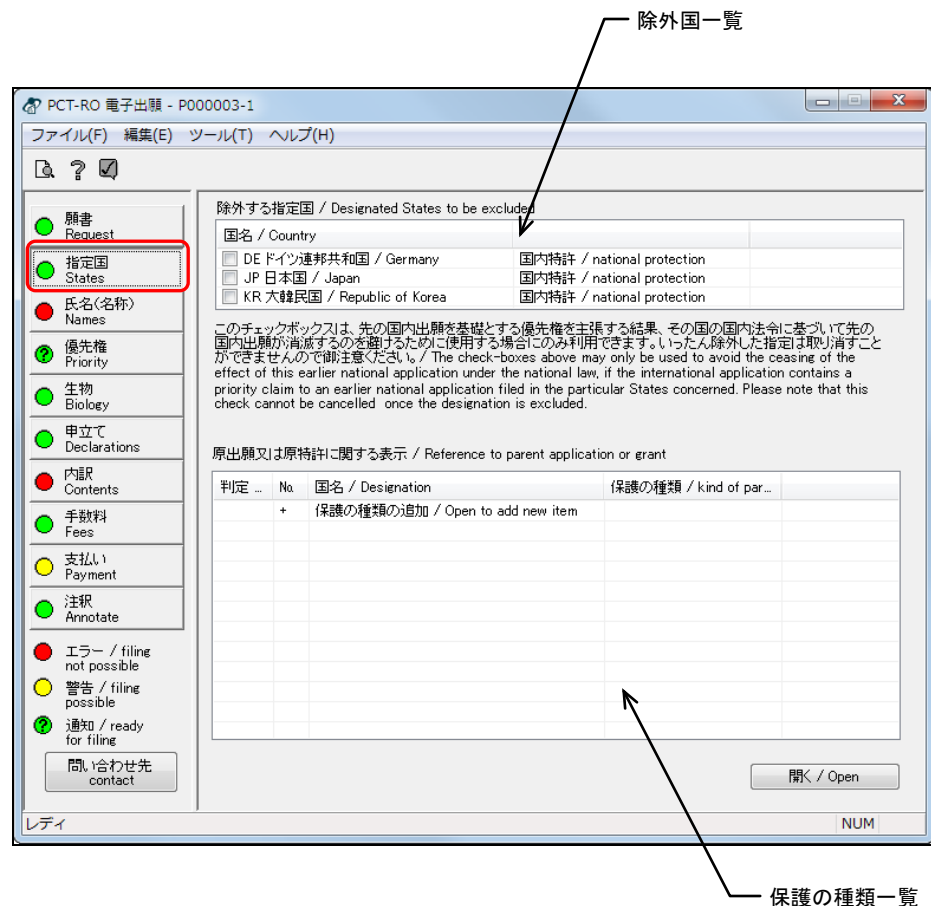 除外国一覧
PCT-RO 電子出願 - P000003-1
ファイル(F) 編集(E) ツール(T) ヘルプ(H)
願書
Request
指定国
States
氏名(名称)
Names
優先権
Priority
生物
Biology
申立て
Declarations
内訳
Contents
手数料
Fees
支払い
Payment
注釈
Annotate
エラー / filing
not possible
警告 / filing
possible
通知 / ready
for filing
問い合わせ先
contact
除外する指定国 / Designated States to be excluded
国名 / Country
DE ドイツ連邦共和国 / Germany 国内特許 / national protection
JP 日本国 / Japan 国内特許 / national protection
KR 大韓民国 / Republic of Korea 国内特許 / national protection
このチェックボックスは、先の国内出願を基礎とする優先権を主張する結果、その国の国内法令に基づいて先の
国内出願が消滅するのを避けるために使用する場合にのみ利用できます。いったん除外した指定は取り消すこと
ができませんので御注意ください。/ The check-boxes above may only be used to avoid the ceasing of the
effect of this earlier national application under the national law, if the international application contains a
priority claim to an earlier national application filed in the particular States concerned. Please note that this
check cannot be cancelled once the designation is excluded.
原出願又は原特許に関する表示 / Reference to parent application or grant
判定 ... No. 国名 / Designation 保護の種類 / kind of par...
+ 保護の種類の追加 / Open to add new item
開く / Open
レディ NUM
保護の種類一覧